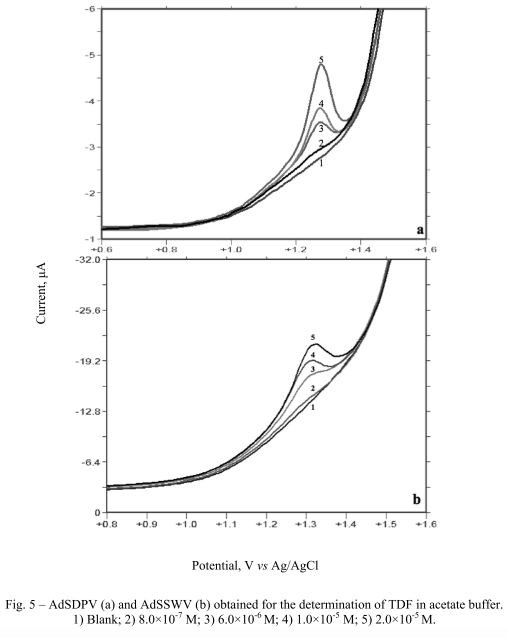 -6
-5
-4
-3
-2
-1
5
4
3
2
1
a
+0.6 +0.8 +1.0 +1.2 +1.4 +1.6
Current, μA
-32.0
-25.6
-19.2
-12.8
-6.4
0
5
4
3
2
1
b
+0.8 +0.9 +1.0 +1.1 +1.2 +1.3 +1.4 +1.5 +1.6
Potential, V vs Ag/AgCl
Fig. 5 – AdSDPV (a) and AdSSWV (b) obtained for the determination of TDF in acetate buffer.
1) Blank; 2) 8.0×10⁻⁷ M; 3) 6.0×10⁻⁶ M; 4) 1.0×10⁻⁵ M; 5) 2.0×10⁻⁵ M.